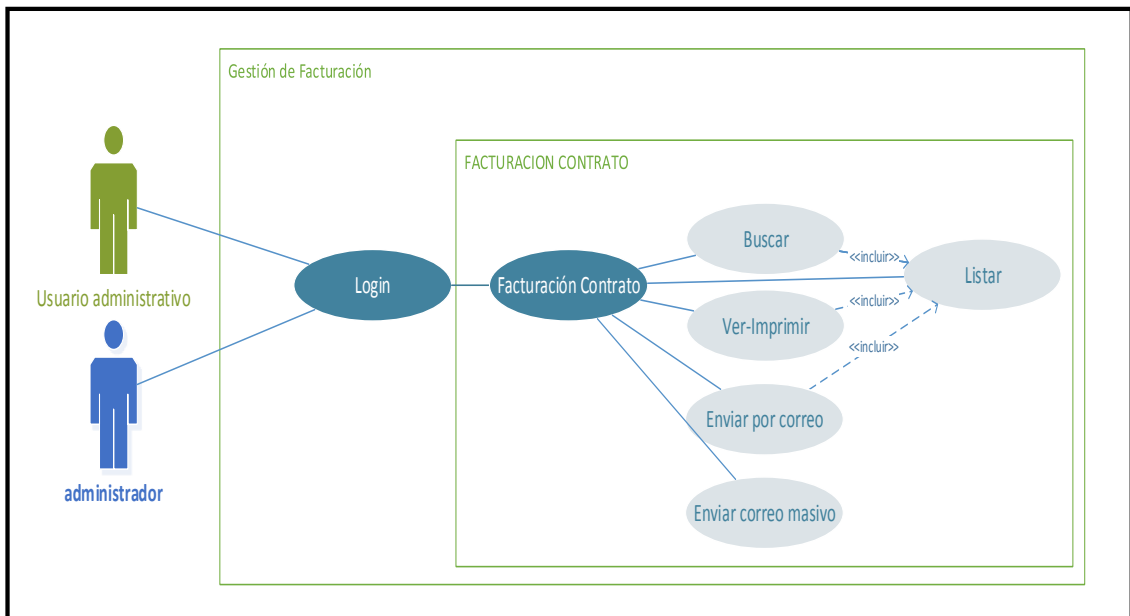 Gestión de Facturación
FACTURACION CONTRATO
Usuario administrativo
administrador
Login
Facturación Contrato
Buscar
Ver-Imprimir
Enviar por correo
Enviar correo masivo
<<incluir>>
<<incluir>>
<<incluir>>
Listar